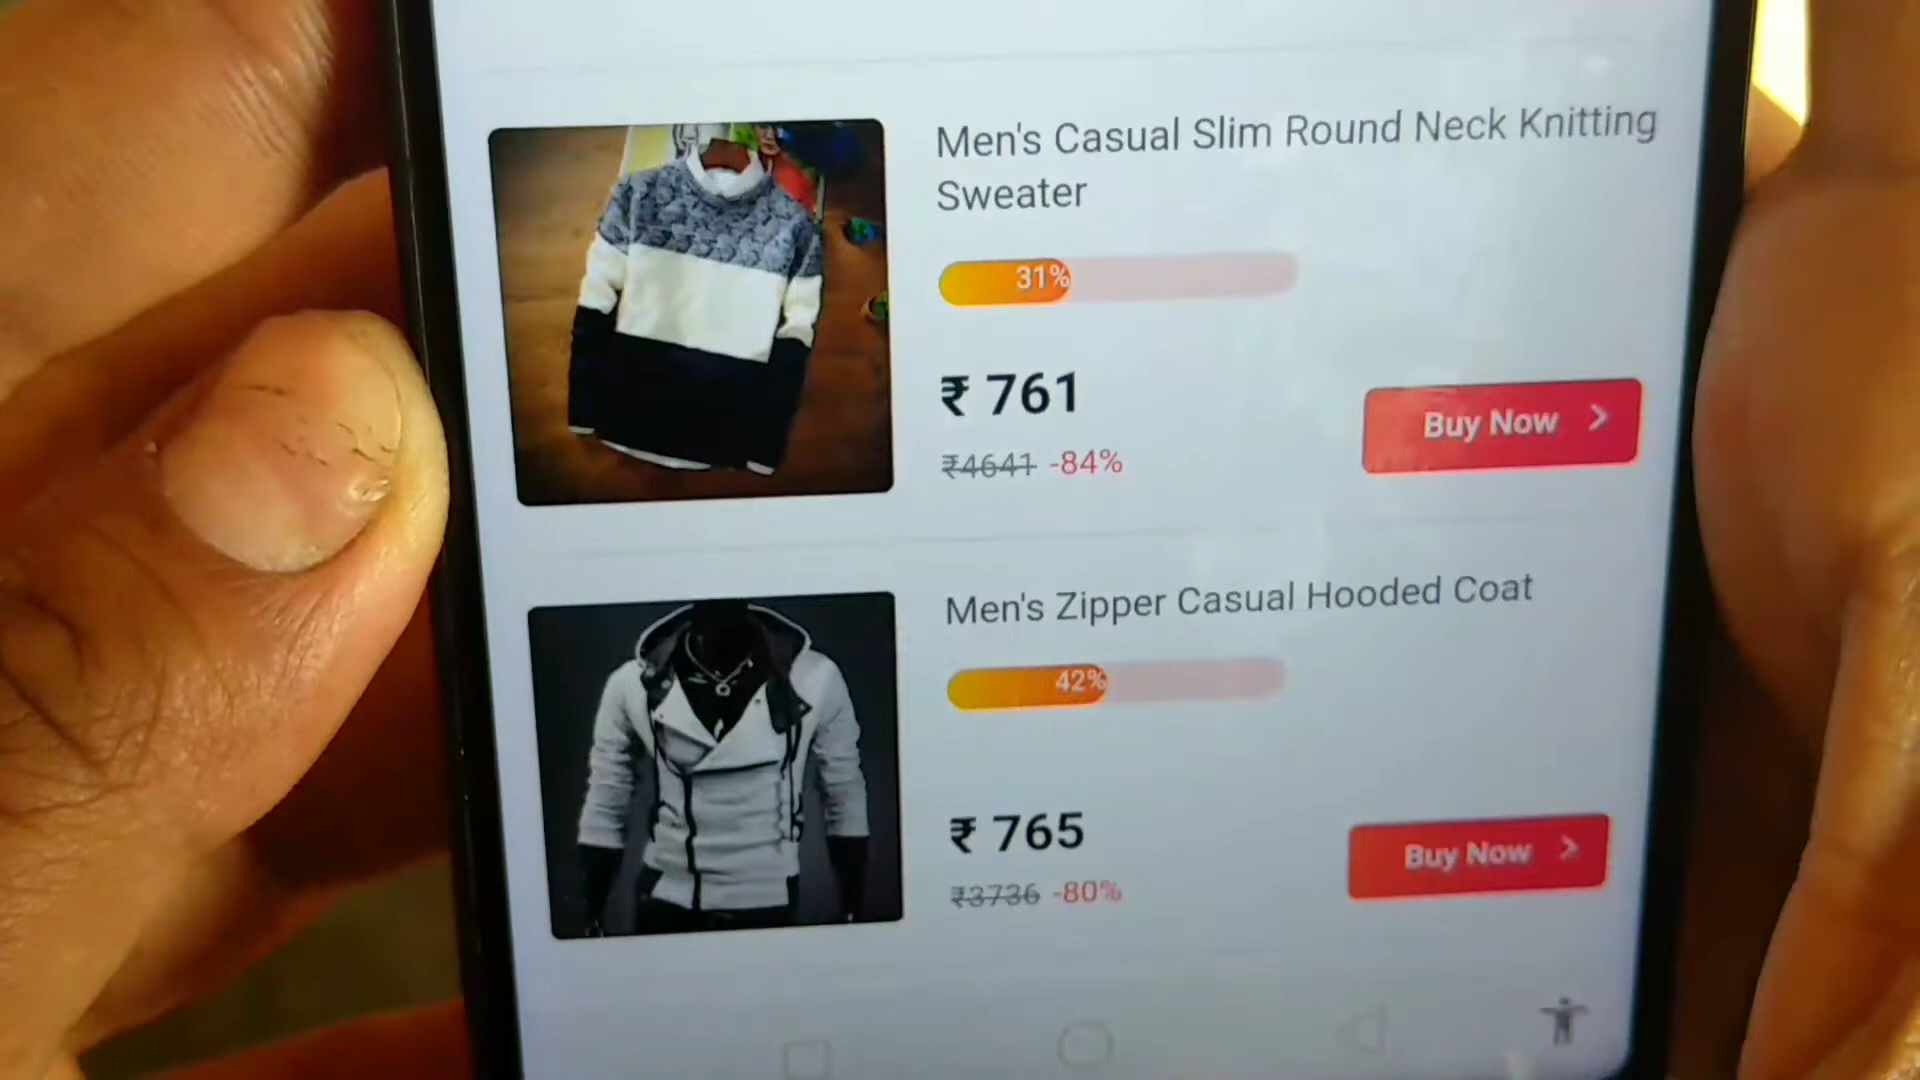 Men's Casual Slim Round Neck Knitting
Sweater
31%
₹ 761
₹4641 -84%
Buy Now >
Men's Zipper Casual Hooded Coat
42%
₹ 765
₹3736 -80%
Buy Now >